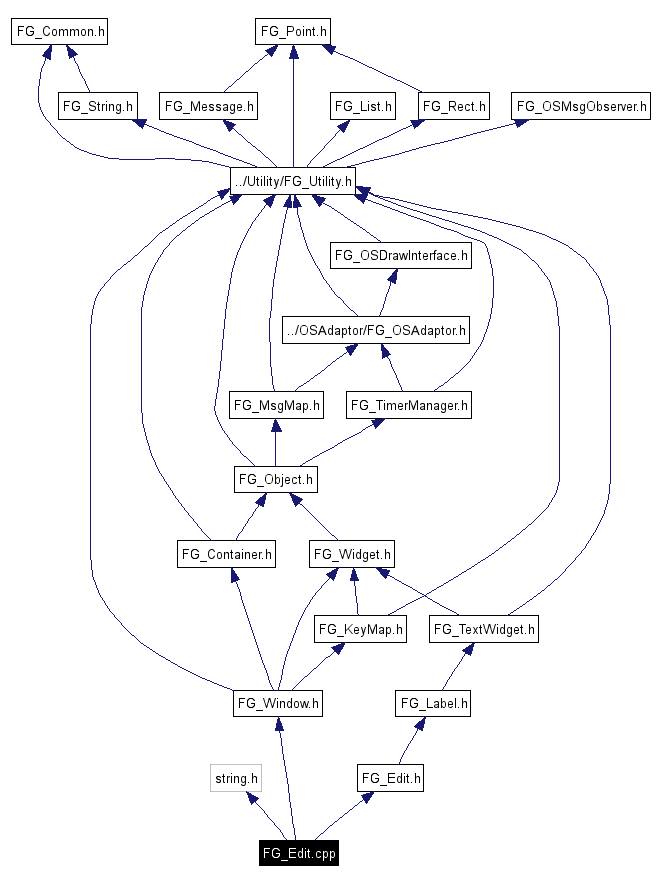 FG_Common.h
FG_Point.h
FG_String.h
FG_Message.h
FG_List.h
FG_Rect.h
FG_OSMsgObserver.h
../Utility/FG_Utility.h
FG_OSDrawInterface.h
../OSAdaptor/FG_OSAdaptor.h
FG_MsgMap.h
FG_TimerManager.h
FG_Object.h
FG_Container.h
FG_Widget.h
FG_KeyMap.h
FG_TextWidget.h
FG_Window.h
FG_Label.h
string.h
FG_Edit.h
FG_Edit.cpp